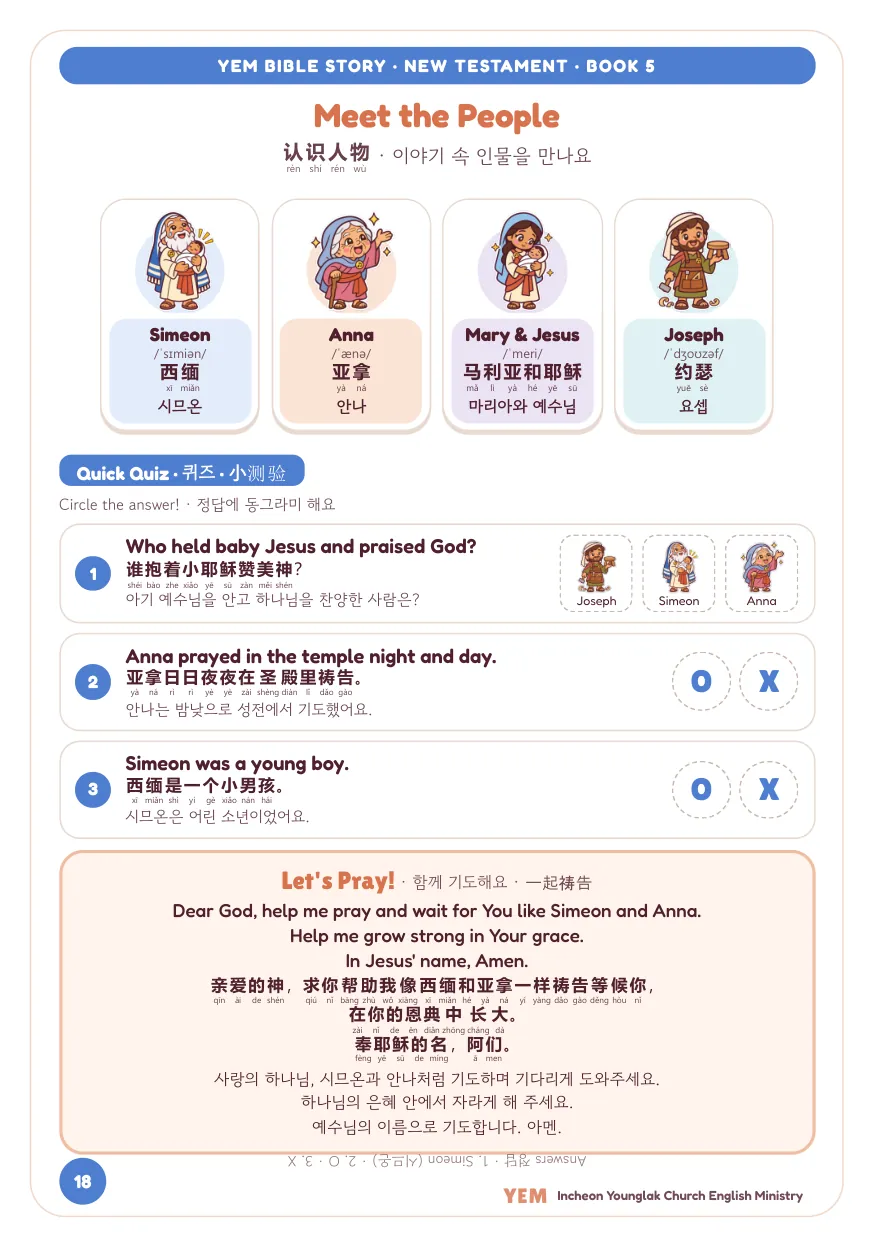 YEM BIBLE STORY · NEW TESTAMENT · BOOK 5
Meet the People
认识人物 · 이야기 속 인물을 만나요
rèn shí rén wù
Simeon
/ˈsɪmiən/
西缅
xī miǎn
시므온
Anna
/ˈænə/
亚拿
yà ná
안나
Mary & Jesus
/ˈmeri/
马利亚和耶稣
mǎ lì yà hé yē sū
마리아와 예수님
Joseph
/ˈdʒoʊzəf/
约瑟
yuē sè
요셉
Quick Quiz · 퀴즈 · 小测验
Circle the answer! · 정답에 동그라미 해요
1
Who held baby Jesus and praised God?
谁抱着小耶稣赞美神?
shéi bào zhe xiǎo yē sū zàn měi shén
아기 예수님을 안고 하나님을 찬양한 사람은?
Joseph
Simeon
Anna
2
Anna prayed in the temple night and day.
亚拿日日夜夜在圣殿里祷告。
yà ná rì rì yè yè zài shèng diàn lǐ dǎo gào
안나는 밤낮으로 성전에서 기도했어요.
O X
3
Simeon was a young boy.
西缅是一个小男孩。
xī miǎn shì yí gè xiǎo nán hái
시므온은 어린 소년이었어요.
O X
Let's Pray! · 함께 기도해요 · 一起祷告
Dear God, help me pray and wait for You like Simeon and Anna.
Help me grow strong in Your grace.
In Jesus' name, Amen.
亲爱的神，求你帮助我像西缅和亚拿一样祷告等候你，
qīn ài de shén qiú nǐ bāng zhù wǒ xiàng xī miǎn hé yà ná yí yàng dǎo gào děng hòu nǐ
在你的恩典中长大。
zài nǐ de ēn diǎn zhōng cháng dà
奉耶稣的名，阿们。
fèng yē sū de míng ā men
사랑의 하나님, 시므온과 안나처럼 기도하며 기다리게 도와주세요.
하나님의 은혜 안에서 자라게 해 주세요.
예수님의 이름으로 기도합니다. 아멘.
Answers 정답 · 1. Simeon (시므온) · 2. O · 3. X
18
YEM Incheon Younglak Church English Ministry